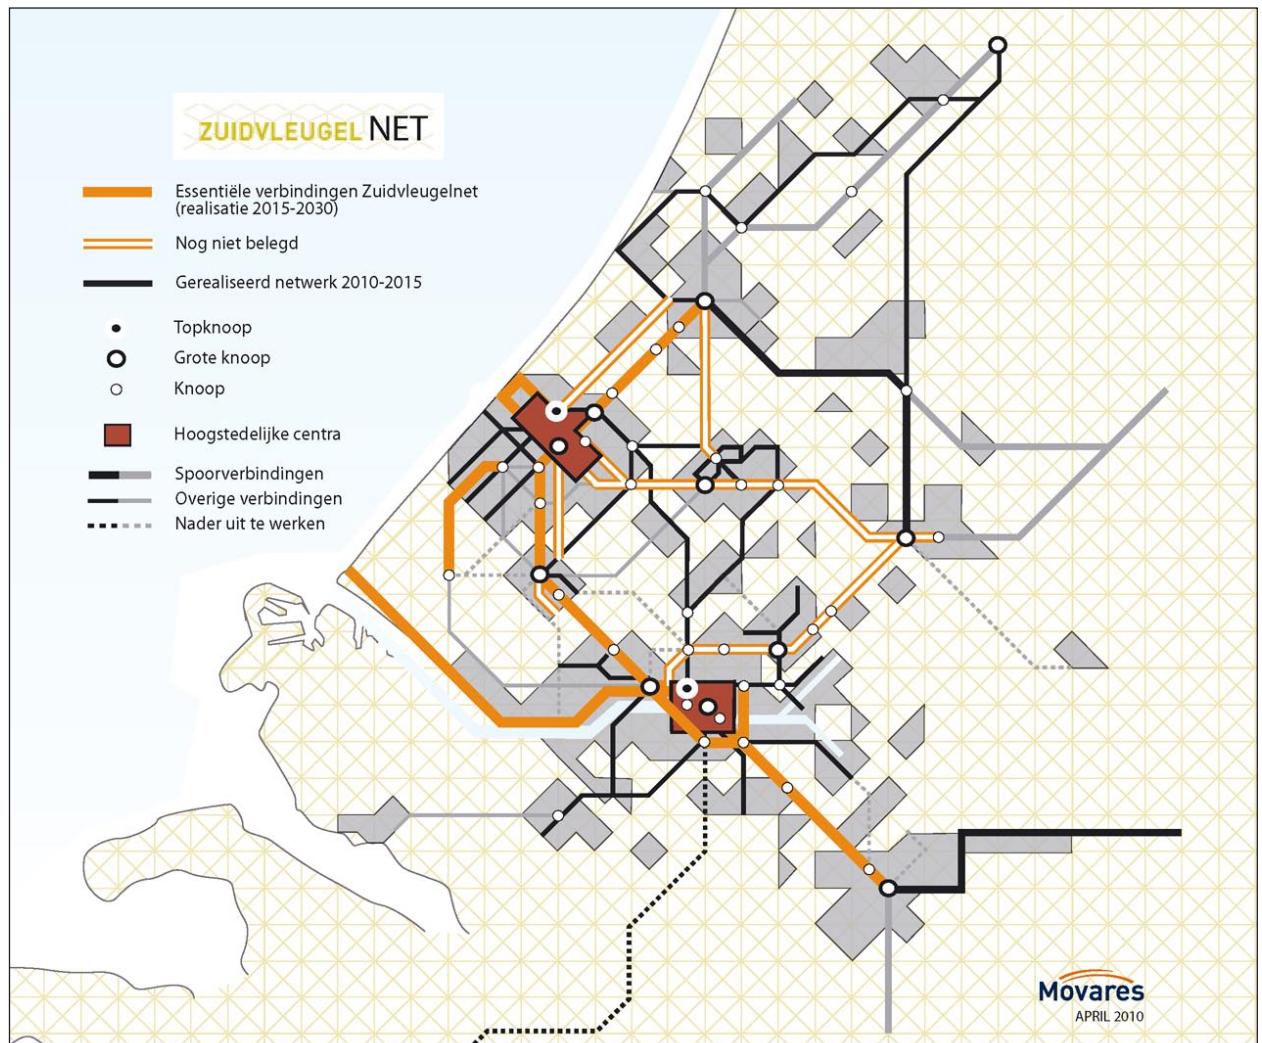 ZUIDVLEUGEL NET
Essentiële verbindingen Zuidvleugelnet
(realisatie 2015-2030)
Nog niet belegd
Gerealiseerd netwerk 2010-2015
Topknoop
Grote knoop
Knoop
Hoogstedelijke centra
Spoorverbindingen
Overige verbindingen
Nader uit te werken
Movares
APRIL 2010